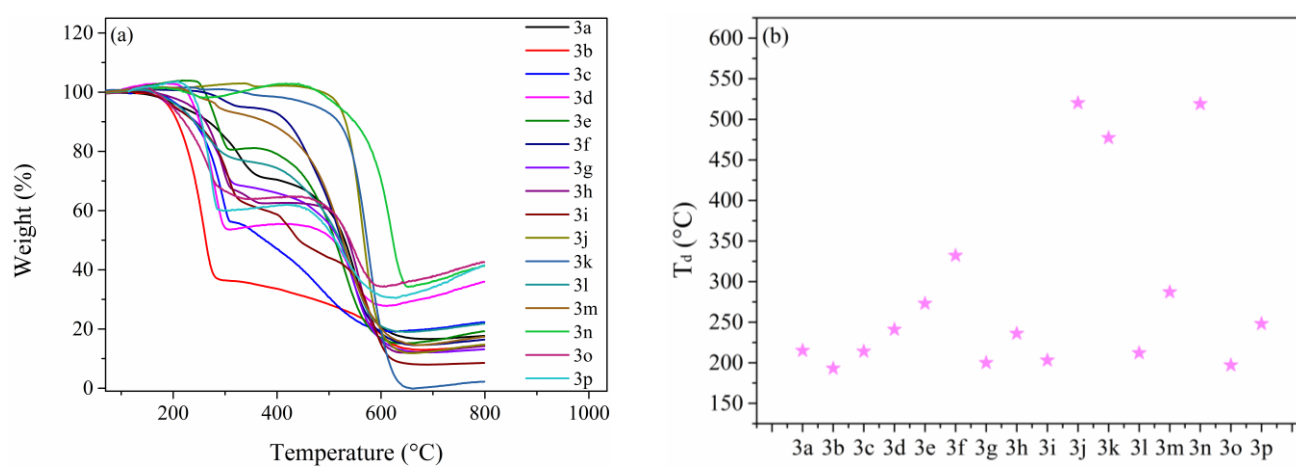 (a)
120
100
80
60
40
20
0
Weight (%)
200 400 600 800 1000
Temperature (°C)
3a
3b
3c
3d
3e
3f
3g
3h
3i
3j
3k
3l
3m
3n
3o
3p
(b)
600
550
500
450
400
350
300
250
200
150
Td (°C)
3a 3b 3c 3d 3e 3f 3g 3h 3i 3j 3k 3l 3m 3n 3o 3p